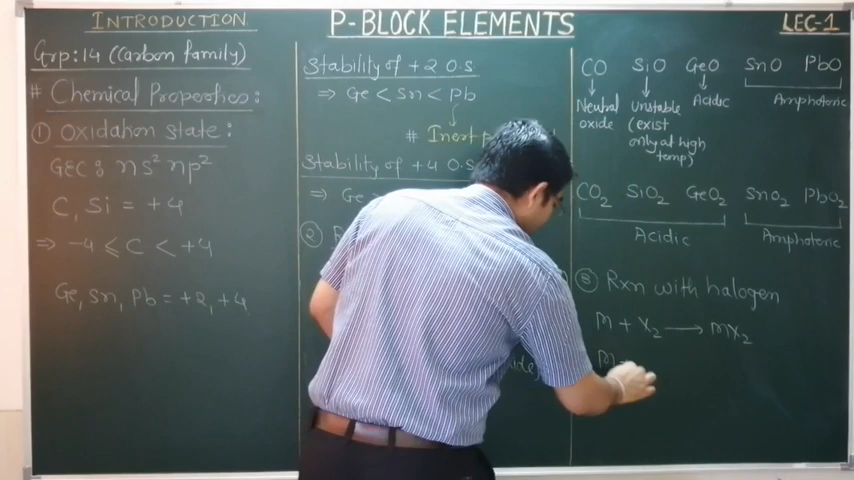 INTRODUCTION
P-BLOCK ELEMENTS
LEC-1
Grp:14 (Carbon family)
# Chemical Properties:
① Oxidation state:
GEC: ns² np²
C, Si = +4
⇒ -4 ⩽ C < +4
Ge, Sn, Pb = +2, +4
Stability of +2 O.S
⇒ Ge < Sn < Pb
# Inert
Stability of +4 O.S
⇒ Ge
②
CO SiO GeO SnO PbO
Neutral oxide
Unstable (exist only at high temp)
Acidic
Amphoteric
CO₂ SiO₂ GeO₂ SnO₂ PbO₂
Acidic
Amphoteric
③ Rxn with halogen
M + X₂ ⟶ MX₂
M